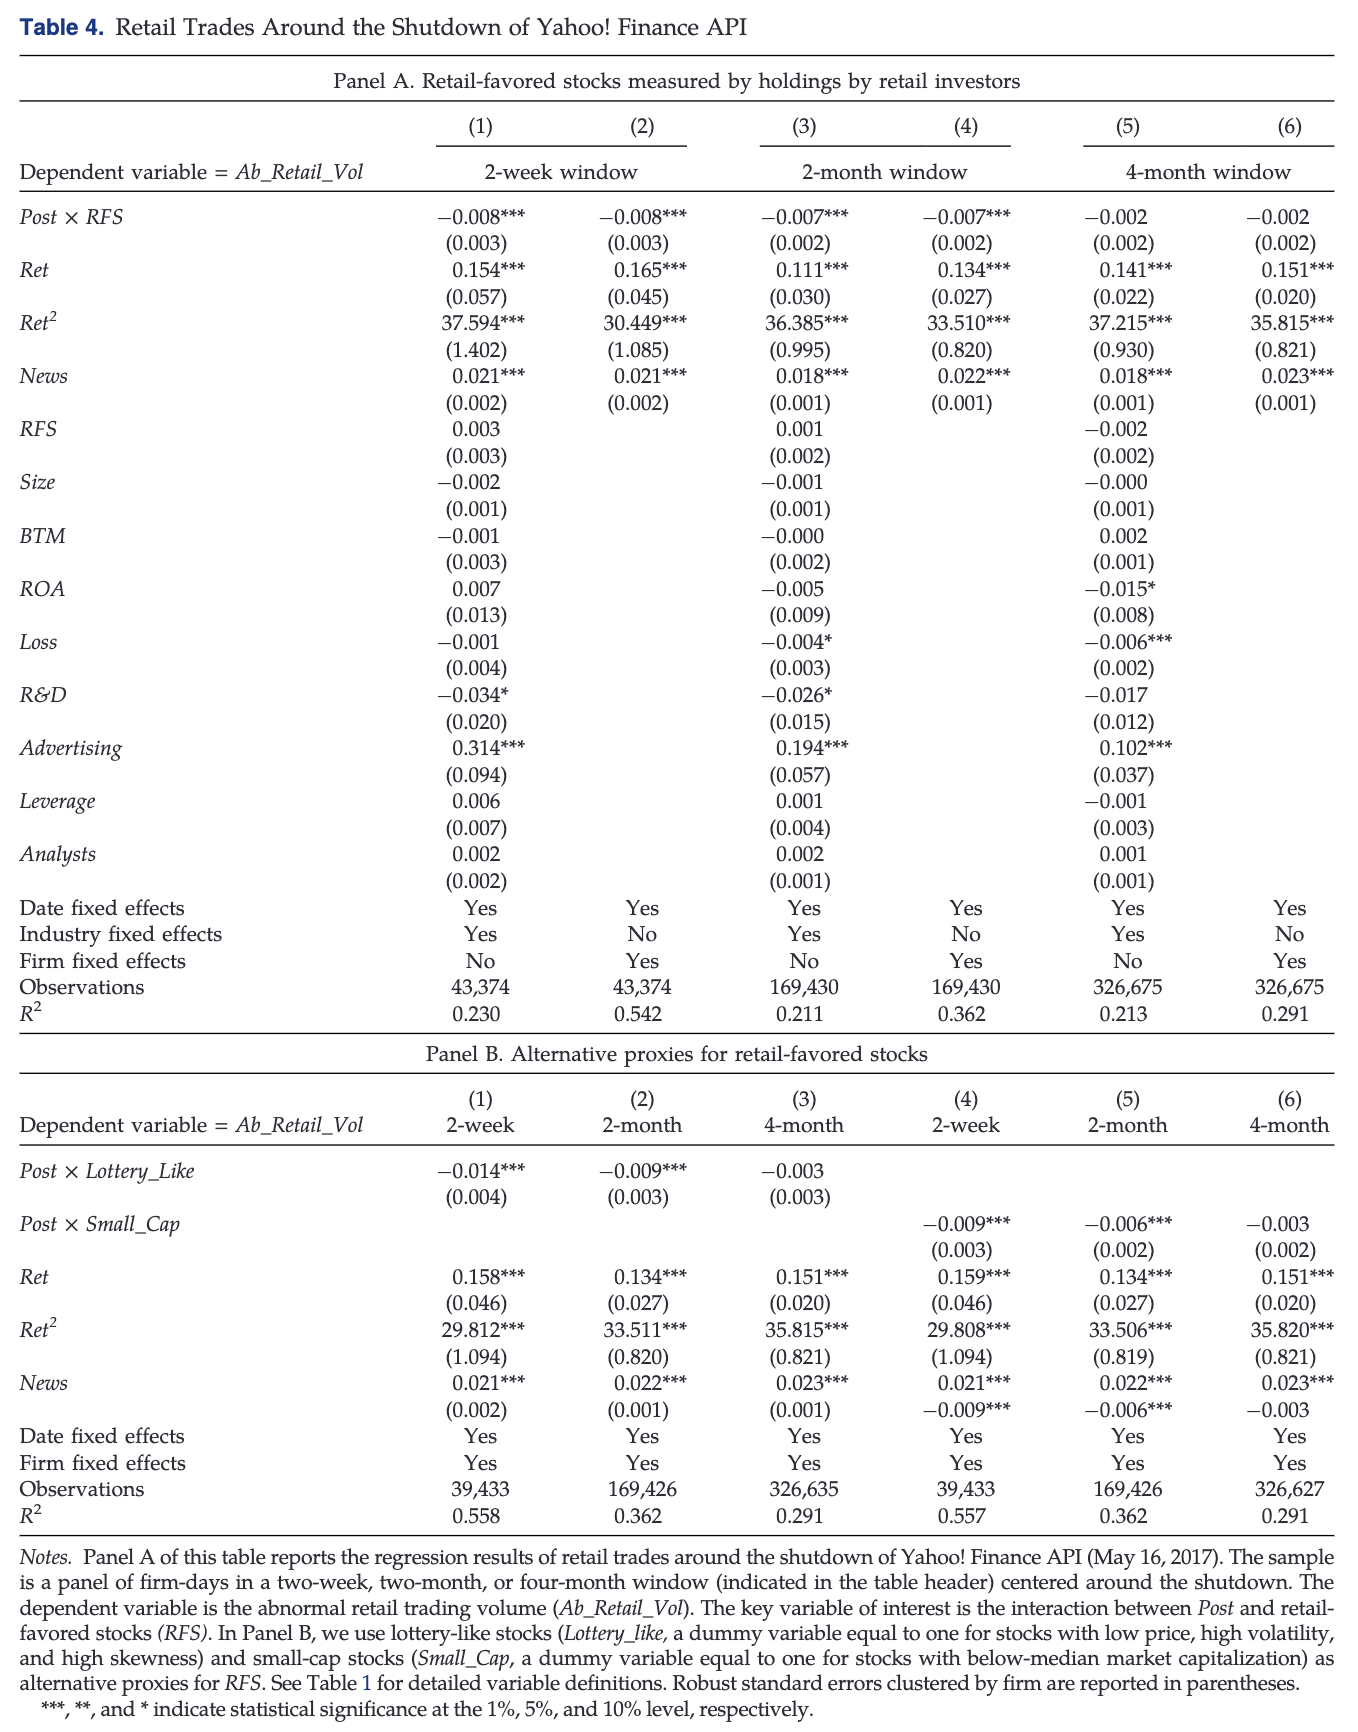 Table 4. Retail Trades Around the Shutdown of Yahoo! Finance API
Panel A. Retail-favored stocks measured by holdings by retail investors
(1) (2) (3) (4) (5) (6)
Dependent variable = Ab_Retail_Vol 2-week window 2-month window 4-month window
Post × RFS −0.008*** −0.008*** −0.007*** −0.007*** −0.002 −0.002
(0.003) (0.003) (0.002) (0.002) (0.002) (0.002)
Ret 0.154*** 0.165*** 0.111*** 0.134*** 0.141*** 0.151***
(0.057) (0.045) (0.030) (0.027) (0.022) (0.020)
Ret² 37.594*** 30.449*** 36.385*** 33.510*** 37.215*** 35.815***
(1.402) (1.085) (0.995) (0.820) (0.930) (0.821)
News 0.021*** 0.021*** 0.018*** 0.022*** 0.018*** 0.023***
(0.002) (0.002) (0.001) (0.001) (0.001) (0.001)
RFS 0.003 0.001 −0.002
(0.003) (0.002) (0.002)
Size −0.002 −0.001 −0.000
(0.001) (0.001) (0.001)
BTM −0.001 −0.000 0.002
(0.003) (0.002) (0.001)
ROA 0.007 −0.005 −0.015*
(0.013) (0.009) (0.008)
Loss −0.001 −0.004* −0.006***
(0.004) (0.003) (0.002)
R&D −0.034* −0.026* −0.017
(0.020) (0.015) (0.012)
Advertising 0.314*** 0.194*** 0.102***
(0.094) (0.057) (0.037)
Leverage 0.006 0.001 −0.001
(0.007) (0.004) (0.003)
Analysts 0.002 0.002 0.001
(0.002) (0.001) (0.001)
Date fixed effects Yes Yes Yes Yes Yes Yes
Industry fixed effects Yes No Yes No Yes No
Firm fixed effects No Yes No Yes No Yes
Observations 43,374 43,374 169,430 169,430 326,675 326,675
R² 0.230 0.542 0.211 0.362 0.213 0.291
Panel B. Alternative proxies for retail-favored stocks
(1) (2) (3) (4) (5) (6)
Dependent variable = Ab_Retail_Vol 2-week 2-month 4-month 2-week 2-month 4-month
Post × Lottery_Like −0.014*** −0.009*** −0.003
(0.004) (0.003) (0.003)
Post × Small_Cap −0.009*** −0.006*** −0.003
(0.003) (0.002) (0.002)
Ret 0.158*** 0.134*** 0.151*** 0.159*** 0.134*** 0.151***
(0.046) (0.027) (0.020) (0.046) (0.027) (0.020)
Ret² 29.812*** 33.511*** 35.815*** 29.808*** 33.506*** 35.820***
(1.094) (0.820) (0.821) (1.094) (0.819) (0.821)
News 0.021*** 0.022*** 0.023*** 0.021*** 0.022*** 0.023***
(0.002) (0.001) (0.001) −0.009*** −0.006*** −0.003
Date fixed effects Yes Yes Yes Yes Yes Yes
Firm fixed effects Yes Yes Yes Yes Yes Yes
Observations 39,433 169,426 326,635 39,433 169,426 326,627
R² 0.558 0.362 0.291 0.557 0.362 0.291
Notes. Panel A of this table reports the regression results of retail trades around the shutdown of Yahoo! Finance API (May 16, 2017). The sample
is a panel of firm-days in a two-week, two-month, or four-month window (indicated in the table header) centered around the shutdown. The
dependent variable is the abnormal retail trading volume (Ab_Retail_Vol). The key variable of interest is the interaction between Post and retail-
favored stocks (RFS). In Panel B, we use lottery-like stocks (Lottery_like, a dummy variable equal to one for stocks with low price, high volatility,
and high skewness) and small-cap stocks (Small_Cap, a dummy variable equal to one for stocks with below-median market capitalization) as
alternative proxies for RFS. See Table 1 for detailed variable definitions. Robust standard errors clustered by firm are reported in parentheses.
***, **, and * indicate statistical significance at the 1%, 5%, and 10% level, respectively.